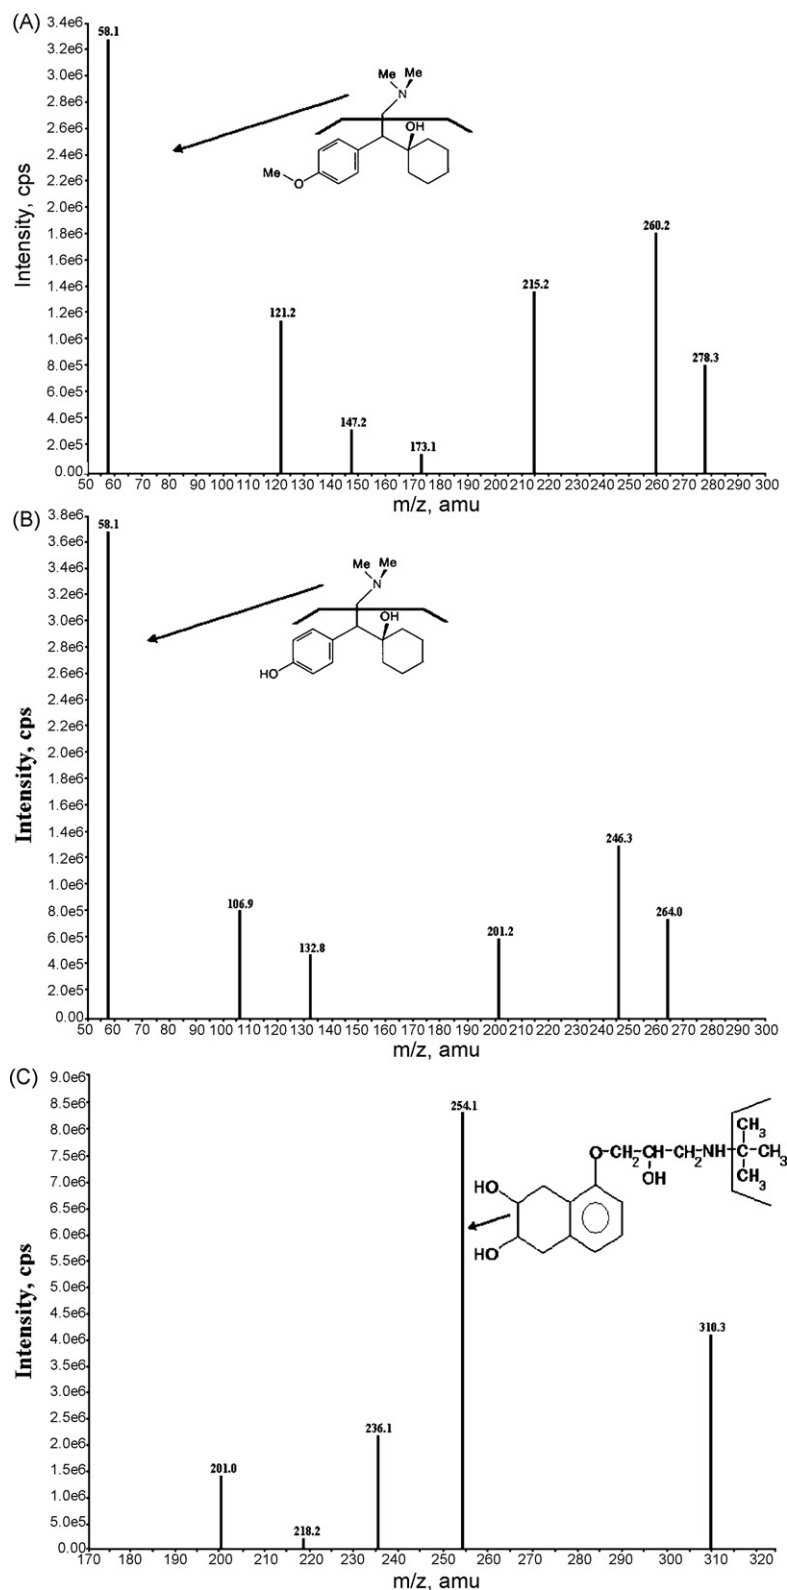 (A)
3.4e6
58.1
3.2e6
3.0e6
2.8e6
2.6e6
2.4e6
2.2e6
2.0e6
1.8e6
1.6e6
1.4e6
1.2e6
1.0e6
8.0e5
6.0e5
4.0e5
2.0e5
0.00
Intensity, cps
Me Me
N
OH
Me
O
121.2
147.2
173.1
215.2
260.2
278.3
50 60 70 80 90 100 110 120 130 140 150 160 170 180 190 200 210 220 230 240 250 260 270 280 290 300
m/z, amu
(B)
3.8e6
58.1
3.6e6
3.4e6
3.2e6
3.0e6
2.8e6
2.6e6
2.4e6
2.2e6
2.0e6
1.8e6
1.6e6
1.4e6
1.2e6
1.0e6
8.0e5
6.0e5
4.0e5
2.0e5
0.00
Intensity, cps
Me Me
N
OH
HO
106.9
132.8
201.2
246.3
264.0
50 60 70 80 90 100 110 120 130 140 150 160 170 180 190 200 210 220 230 240 250 260 270 280 290 300
m/z, amu
(C)
9.0e6
8.5e6
8.0e6
7.5e6
7.0e6
6.5e6
6.0e6
5.5e6
5.0e6
4.5e6
4.0e6
3.5e6
3.0e6
2.5e6
2.0e6
1.5e6
1.0e6
5.0e5
0.00
Intensity, cps
254.1
CH3
O-CH2-CH-CH2-NH-C-CH3
OH CH3
HO
HO
201.0
218.2
236.1
310.3
170 180 190 200 210 220 230 240 250 260 270 280 290 300 310 320
m/z, amu